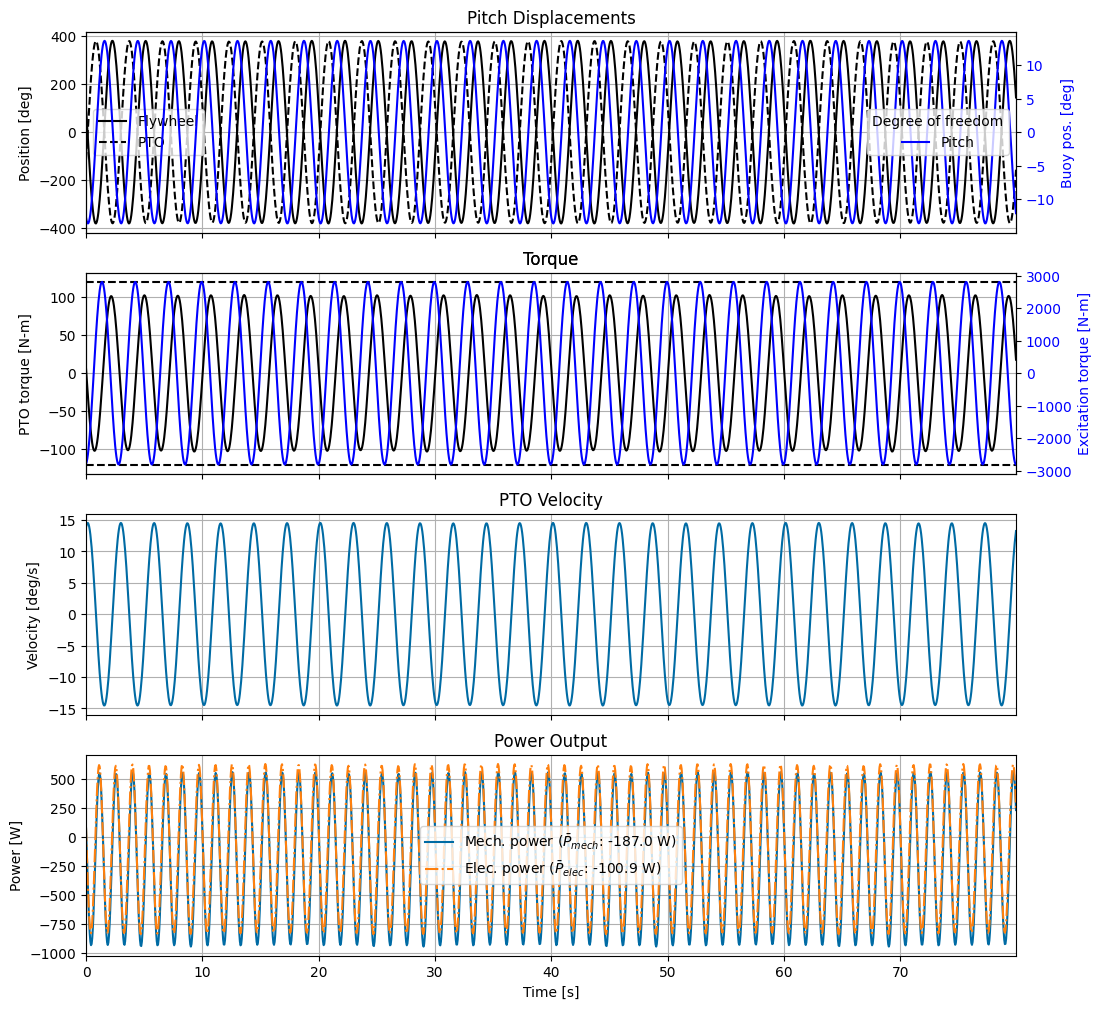 Pitch Displacements
400
200
0
−200
−400
Position [deg]
Flywheel
PTO
Degree of freedom
Pitch
10
5
0
−5
−10
Buoy pos. [deg]
Torque
100
50
0
−50
−100
PTO torque [N-m]
3000
2000
1000
0
−1000
−2000
−3000
Excitation torque [N-m]
PTO Velocity
15
10
5
0
−5
−10
−15
Velocity [deg/s]
Power Output
500
250
0
−250
−500
−750
−1000
Power [W]
Mech. power (P̄mech: -187.0 W)
Elec. power (P̄elec: -100.9 W)
0 10 20 30 40 50 60 70
Time [s]